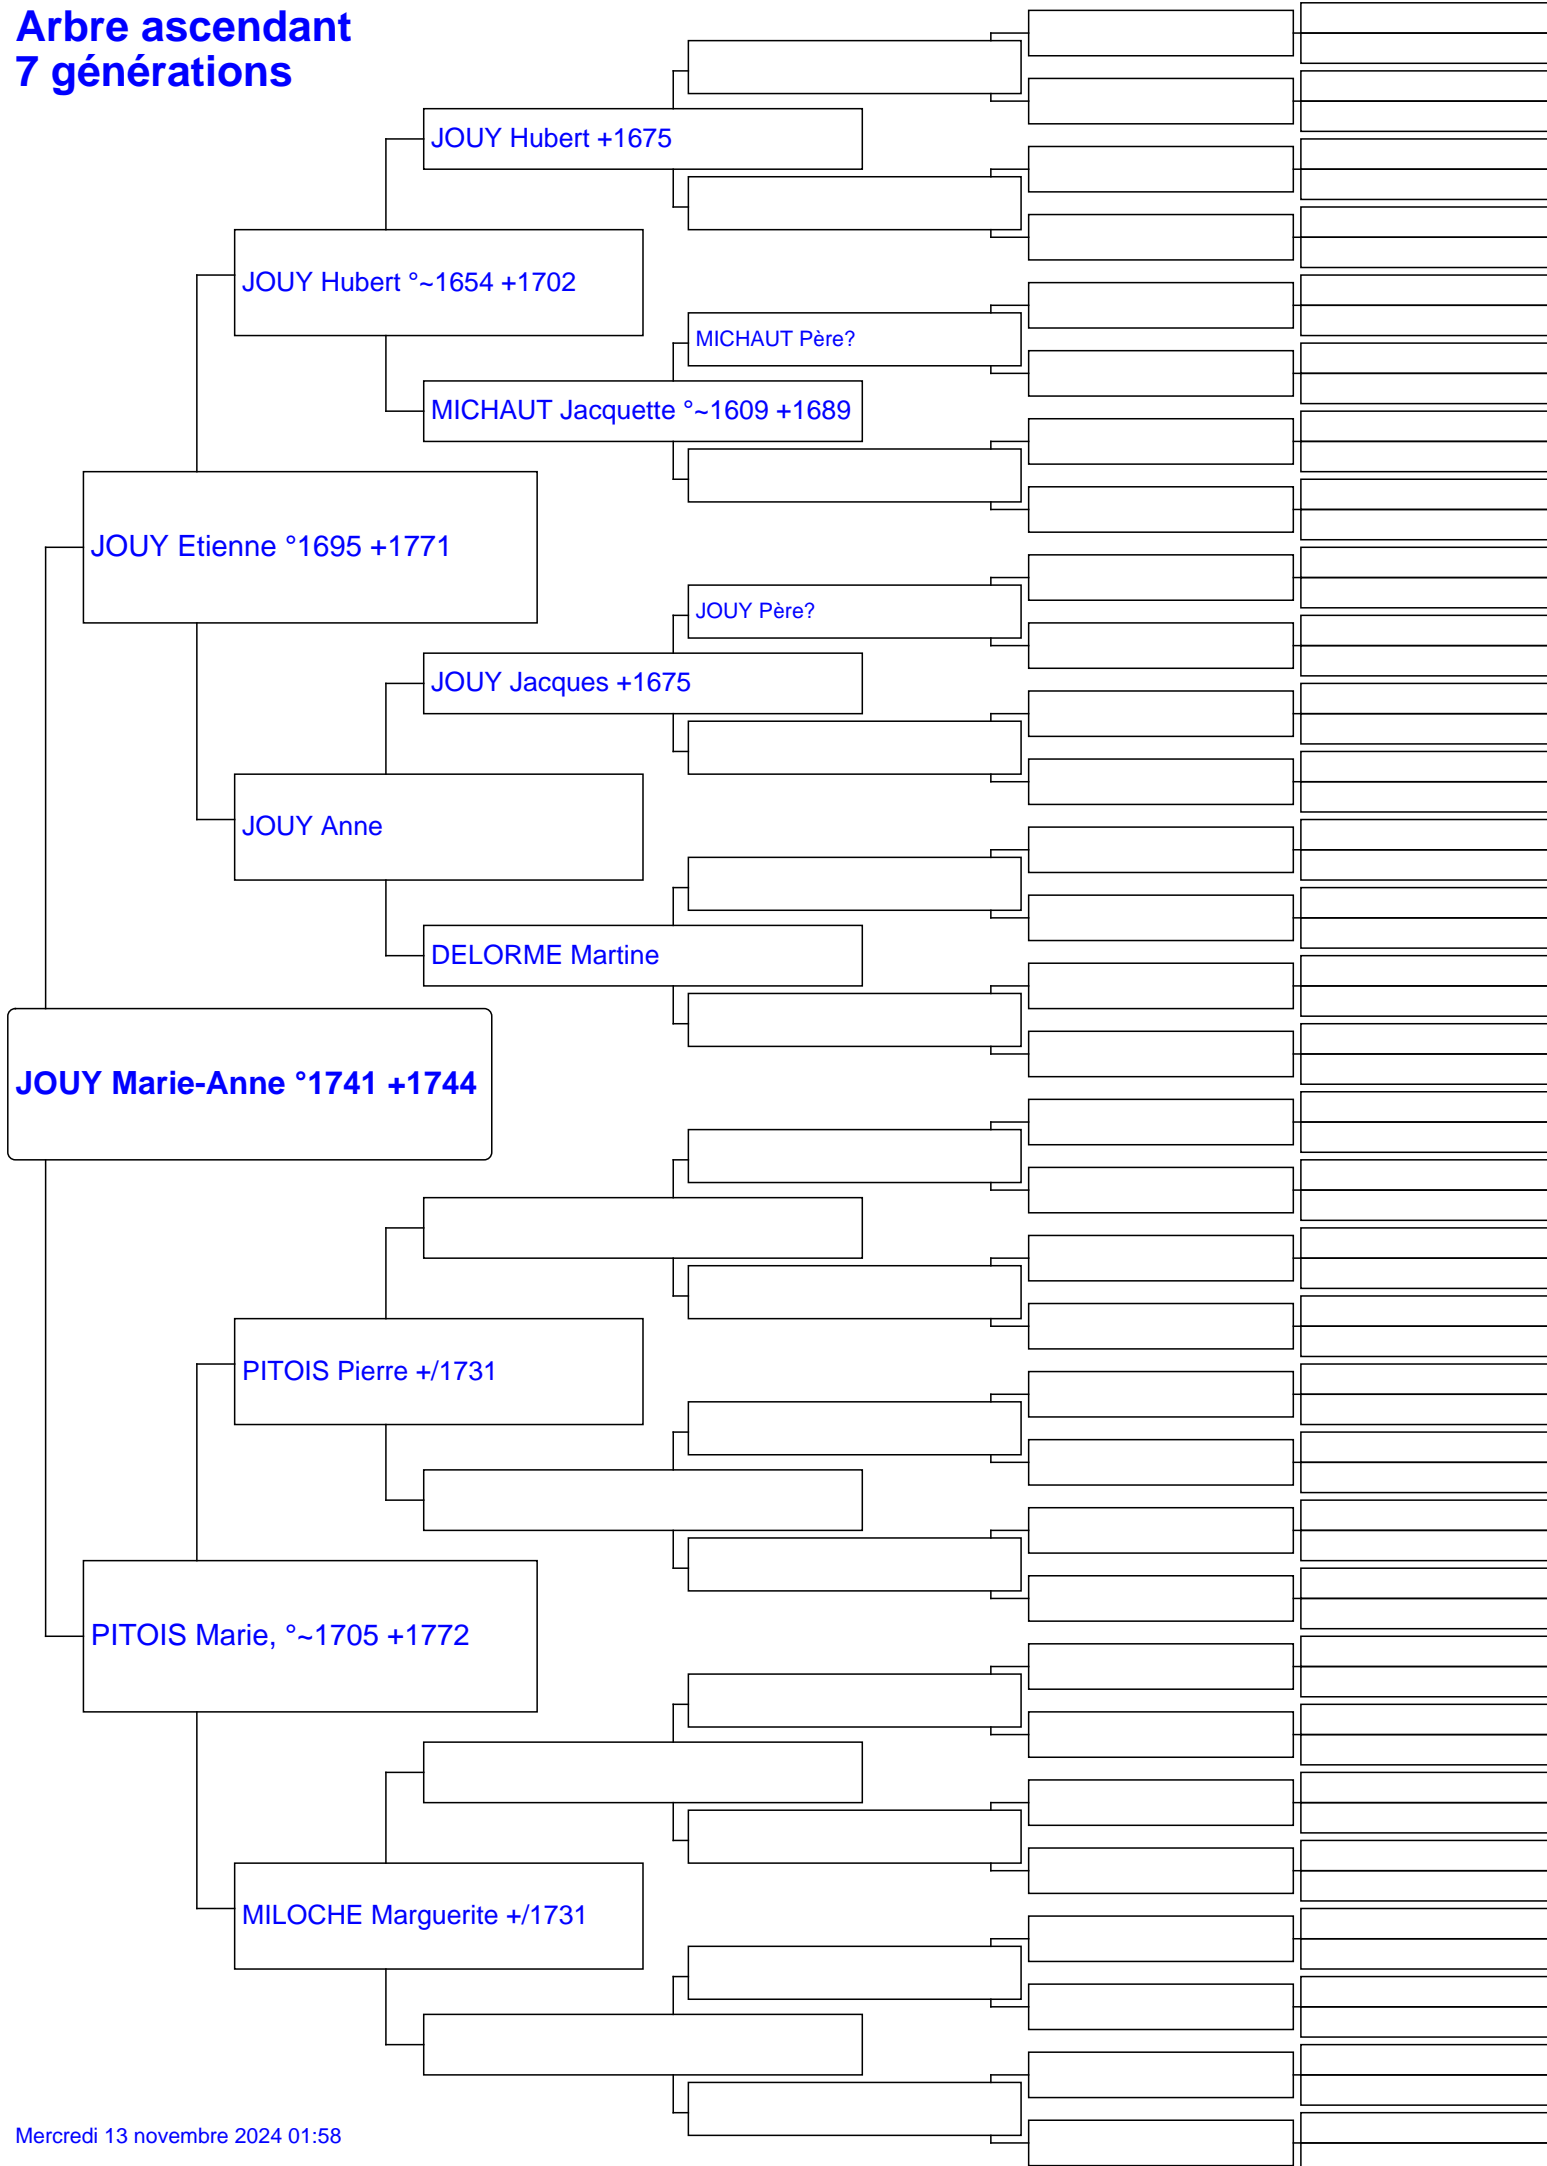 Arbre ascendant
7 générations
JOUY Hubert +1675
JOUY Hubert °~1654 +1702
MICHAUT Père?
MICHAUT Jacquette °~1609 +1689
JOUY Etienne °1695 +1771
JOUY Père?
JOUY Jacques +1675
JOUY Anne
DELORME Martine
JOUY Marie-Anne °1741 +1744
PITOIS Pierre +/1731
PITOIS Marie, °~1705 +1772
MILOCHE Marguerite +/1731
Mercredi 13 novembre 2024 01:58